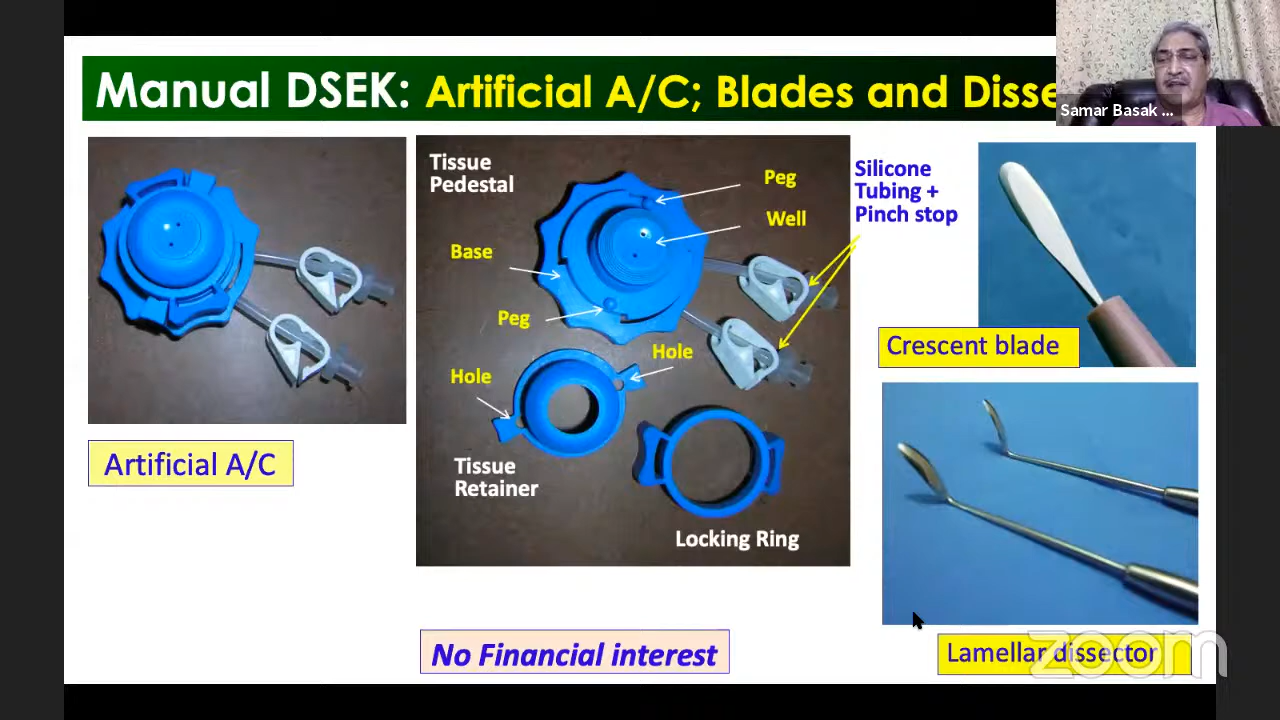 Manual DSEK: Artificial A/C; Blades and Disse
Samar Basak ...
Tissue
Pedestal
Peg
Well
Base
Peg
Hole
Hole
Tissue
Retainer
Locking Ring
Silicone
Tubing +
Pinch stop
Artificial A/C
Crescent blade
Lamellar dissector
No Financial interest
zoom